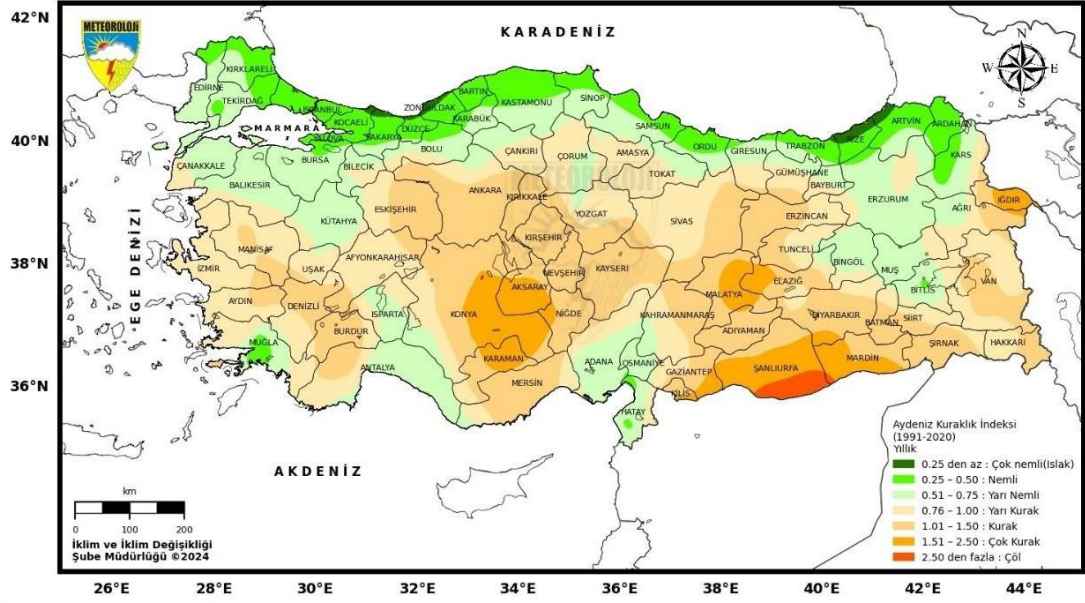 42°N
40°N
38°N
36°N
METEOROLOJİ
KARADENİZ
N
W
E
S
KIRKLARELİ
EDİRNE
TEKİRDAĞ
İSTANBUL
KOCAELİ
YALOVA
SAKARYA
DÜZCE
ZONGULDAK
BARTIN
KARABÜK
KASTAMONU
SİNOP
SAMSUN
ORDU
GİRESUN
TRABZON
RİZE
ARTVİN
ARDAHAN
KARS
MARMARA
ÇANAKKALE
BURSA
BİLECİK
BOLU
ÇANKIRI
ÇORUM
AMASYA
TOKAT
GÜMÜŞHANE
BAYBURT
BALIKESİR
KÜTAHYA
ESKİŞEHİR
ANKARA
KIRIKKALE
METEOROLOJİ
YOZGAT
SİVAS
ERZİNCAN
ERZURUM
AĞRI
IĞDIR
EGE DENİZİ
MANİSA
İZMİR
UŞAK
AFYONKARAHİSAR
KIRŞEHİR
NEVŞEHİR
KAYSERİ
AKSARAY
TUNCELİ
BİNGÖL
MUŞ
ELAZIĞ
BİTLİS
VAN
AYDIN
DENİZLİ
ISPARTA
BURDUR
KONYA
NİĞDE
KAHRAMANMARAŞ
MALATYA
ADIYAMAN
DİYARBAKIR
BATMAN
SİİRT
ŞIRNAK
HAKKARİ
MARDİN
MUĞLA
ANTALYA
KARAMAN
MERSİN
ADANA
OSMANİYE
GAZİANTEP
ŞANLIURFA
KİLİS
HATAY
AKDENİZ
Aydeniz Kuraklık İndeksi
(1991-2020)
Yıllık
0.25 den az : Çok nemli(Islak)
0.25 – 0.50 : Nemli
0.51 – 0.75 : Yarı Nemli
0.76 – 1.00 : Yarı Kurak
1.01 – 1.50 : Kurak
1.51 – 2.50 : Çok Kurak
2.50 den fazla : Çöl
km
0 100 200
İklim ve İklim Değişikliği
Şube Müdürlüğü ©2024
26°E 28°E 30°E 32°E 34°E 36°E 38°E 40°E 42°E 44°E